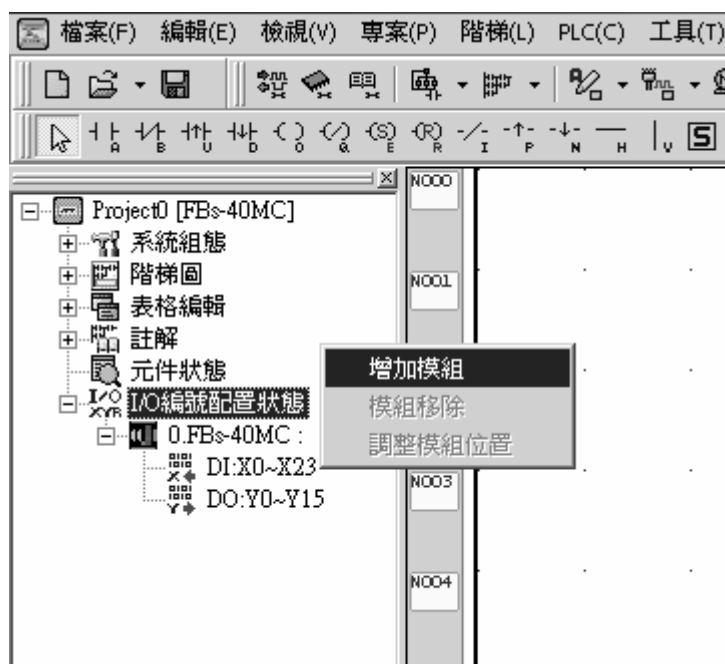 檔案(F) 編輯(E) 檢視(V) 專案(P) 階梯(L) PLC(C) 工具(T)
A B U D O Q E R I P N H V S
N000
Project0 [FBs-40MC]
系統組態
階梯圖
N001
表格編輯
註解
元件狀態
增加模組
I/O編號配置狀態
模組移除
0.FBs-40MC :
調整模組位置
DI:X0~X23
N003
DO:Y0~Y15
N004